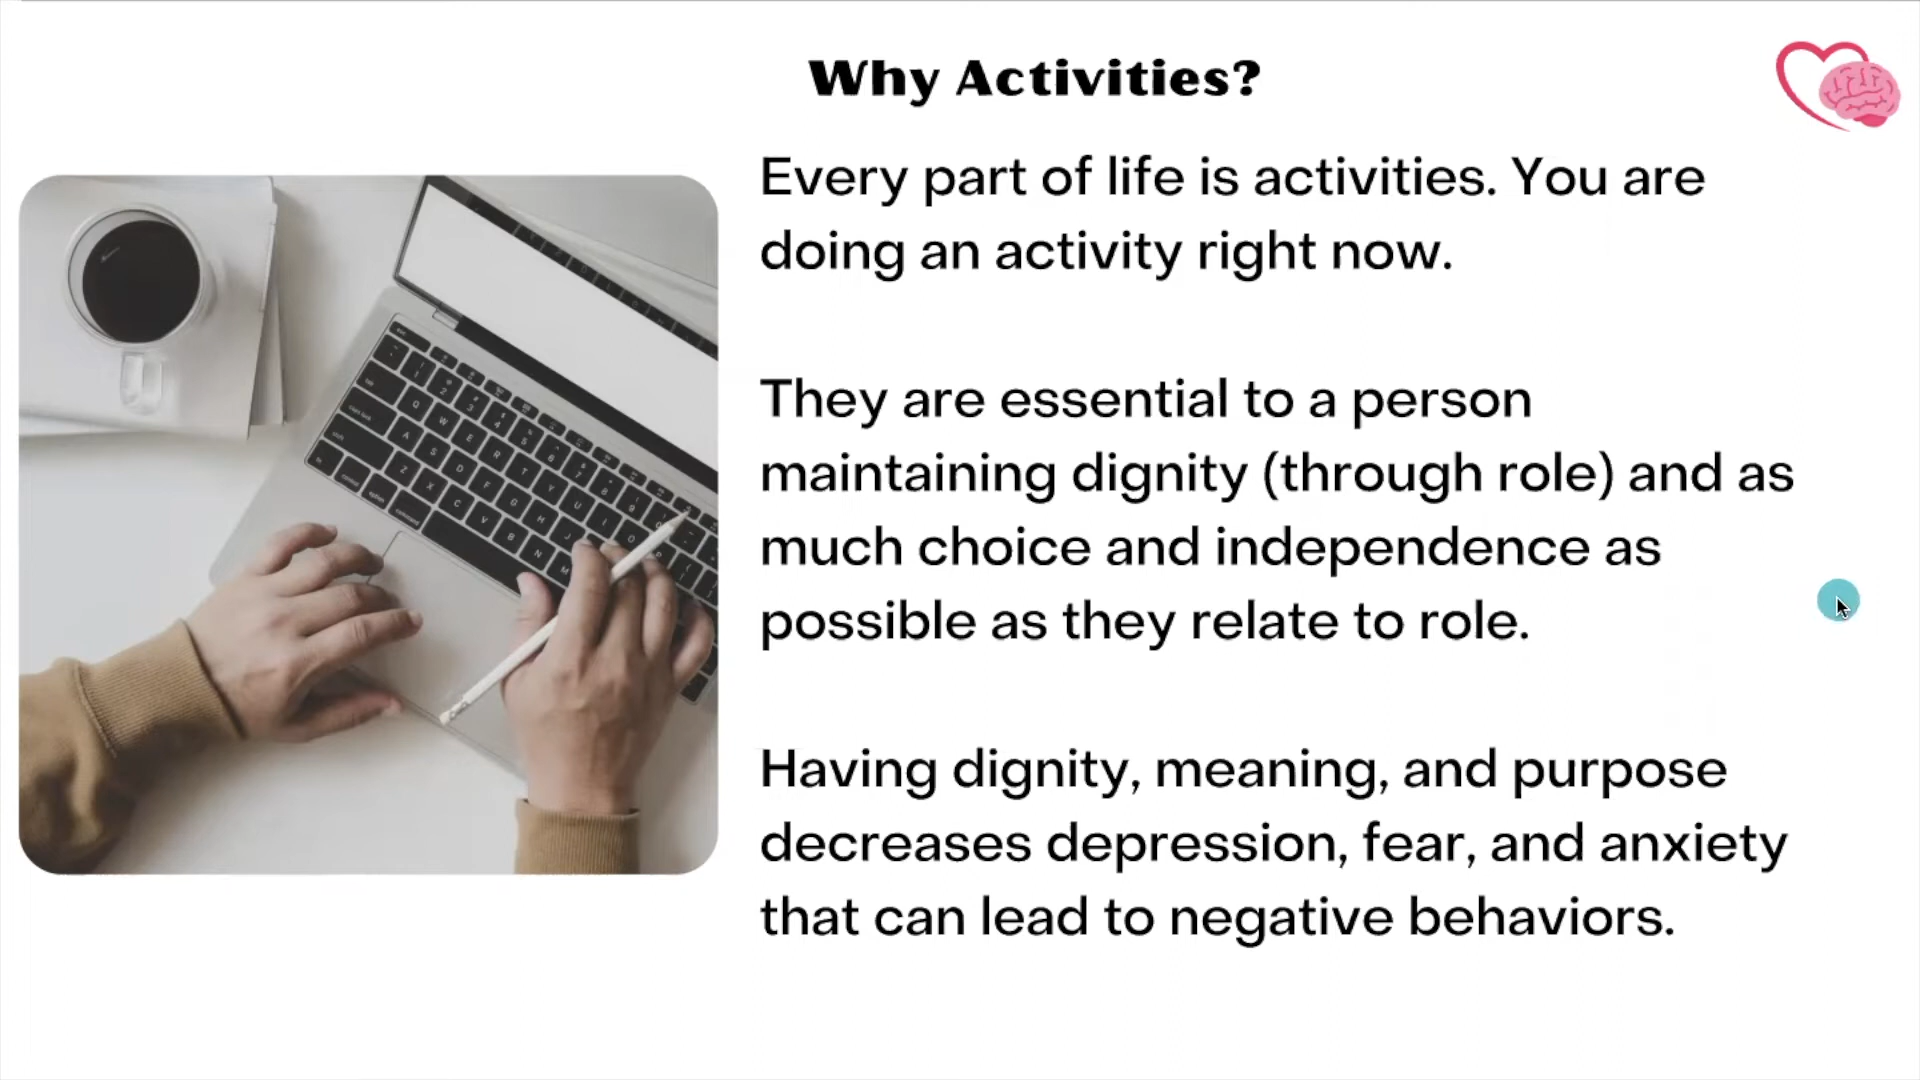 Why Activities?
Every part of life is activities. You are
doing an activity right now.
They are essential to a person
maintaining dignity (through role) and as
much choice and independence as
possible as they relate to role.
Having dignity, meaning, and purpose
decreases depression, fear, and anxiety
that can lead to negative behaviors.